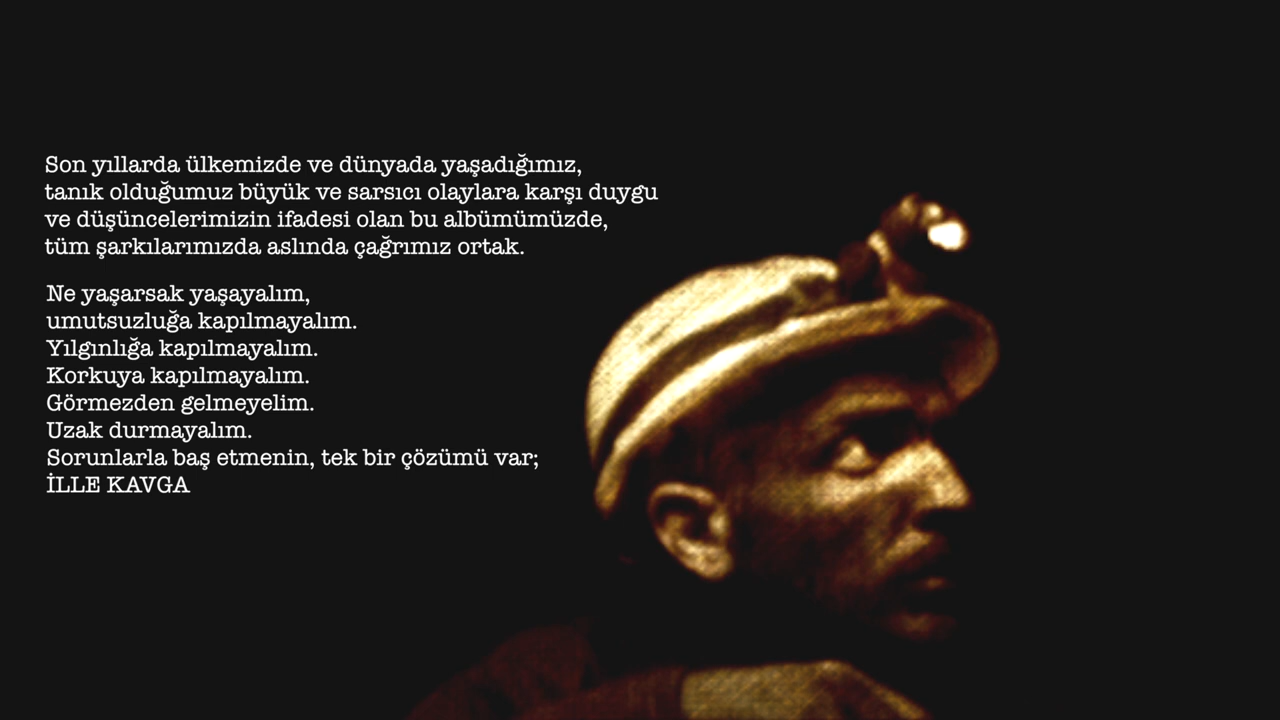 Son yıllarda ülkemizde ve dünyada yaşadığımız,
tanık olduğumuz büyük ve sarsıcı olaylara karşı duygu
ve düşüncelerimizin ifadesi olan bu albümümüzde,
tüm şarkılarımızda aslında çağrımız ortak.
Ne yaşarsak yaşayalım,
umutsuzluğa kapılmayalım.
Yılgınlığa kapılmayalım.
Korkuya kapılmayalım.
Görmezden gelmeyelim.
Uzak durmayalım.
Sorunlarla baş etmenin, tek bir çözümü var;
İLLE KAVGA